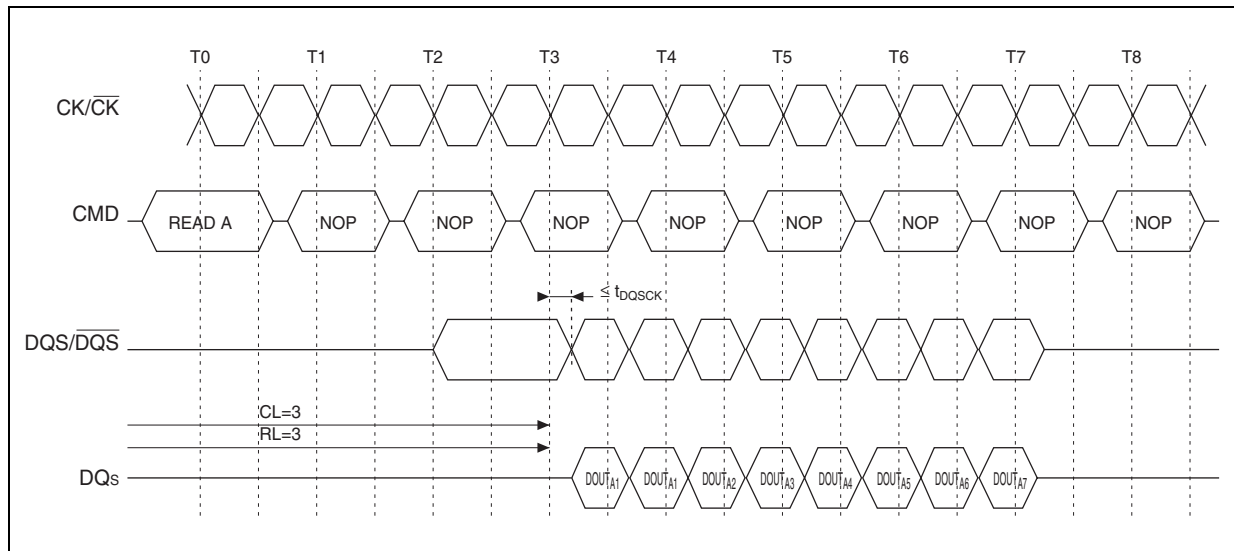 T0 T1 T2 T3 T4 T5 T6 T7 T8
CK/CK
CMD READ A NOP NOP NOP NOP NOP NOP NOP NOP
≤ tDQSCK
DQS/DQS
CL=3
RL=3
DQs DOUTA1 DOUTA1 DOUTA2 DOUTA3 DOUTA4 DOUTA5 DOUTA6 DOUTA7